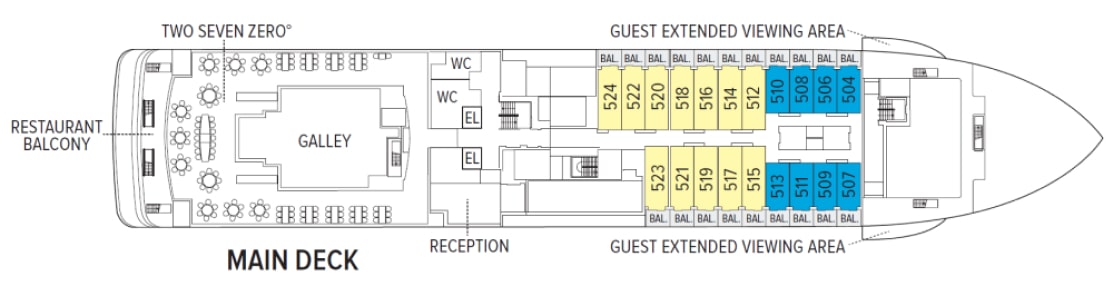 TWO SEVEN ZERO°
GUEST EXTENDED VIEWING AREA
BAL. BAL. BAL. BAL. BAL. BAL. BAL. BAL. BAL. BAL. BAL.
524 522 520 518 516 514 512 510 508 506 504
WC
WC
EL
RESTAURANT
BALCONY
GALLEY
EL
523 521 519 517 515 513 511 509 507
BAL. BAL. BAL. BAL. BAL. BAL. BAL. BAL. BAL.
RECEPTION
GUEST EXTENDED VIEWING AREA
MAIN DECK